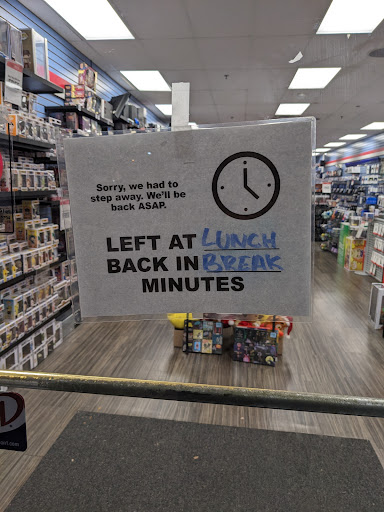 Sorry, we had to
step away. We'll be
back ASAP.
LEFT AT LUNCH
BACK IN BREAK
MINUTES